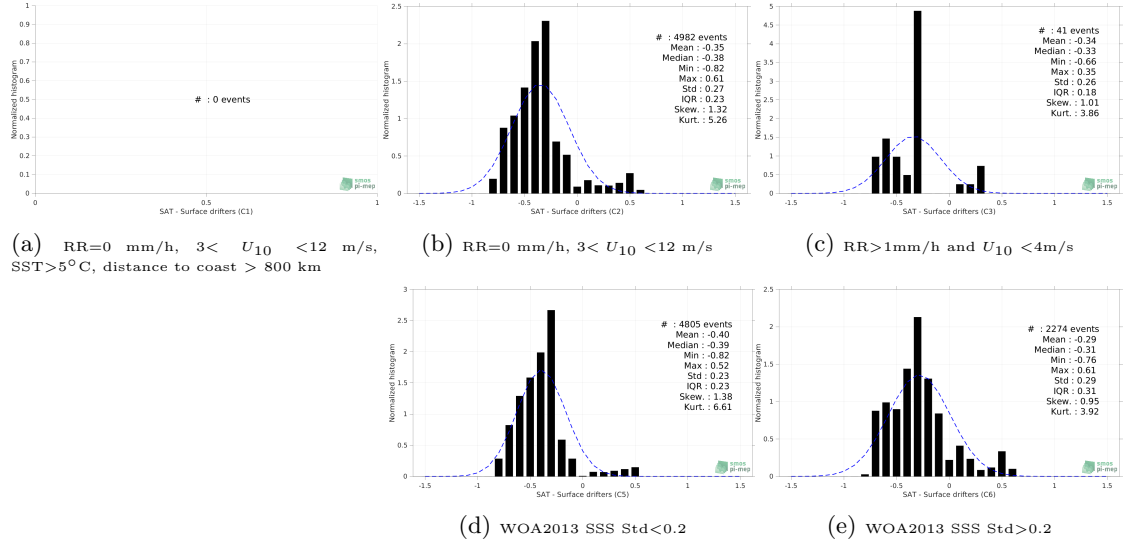 1
0.9
0.8
0.7
0.6
0.5
0.4
0.3
0.2
0.1
0
Normalized histogram
# : 0 events
smos
pi-mep
0 0.5 1
SAT - Surface drifters (C1)
(a) RR=0 mm/h, 3< U10 <12 m/s,
SST>5°C, distance to coast > 800 km
2.5
2
1.5
1
0.5
0
Normalized histogram
# : 4982 events
Mean : -0.35
Median : -0.38
Min : -0.82
Max : 0.61
Std : 0.27
IQR : 0.23
Skew. : 1.32
Kurt. : 5.26
smos
pi-mep
-1.5 -1 -0.5 0 0.5 1 1.5
SAT - Surface drifters (C2)
(b) RR=0 mm/h, 3< U10 <12 m/s
5
4.5
4
3.5
3
2.5
2
1.5
1
0.5
0
Normalized histogram
# : 41 events
Mean : -0.34
Median : -0.33
Min : -0.66
Max : 0.35
Std : 0.26
IQR : 0.18
Skew. : 1.01
Kurt. : 3.86
smos
pi-mep
-1.5 -1 -0.5 0 0.5 1 1.5
SAT - Surface drifters (C3)
(c) RR>1mm/h and U10 <4m/s
3
2.5
2
1.5
1
0.5
0
Normalized histogram
# : 4805 events
Mean : -0.40
Median : -0.39
Min : -0.82
Max : 0.52
Std : 0.23
IQR : 0.23
Skew. : 1.38
Kurt. : 6.61
smos
pi-mep
-1.5 -1 -0.5 0 0.5 1 1.5
SAT - Surface drifters (C5)
(d) WOA2013 SSS Std<0.2
2.5
2
1.5
1
0.5
0
Normalized histogram
# : 2274 events
Mean : -0.29
Median : -0.31
Min : -0.76
Max : 0.61
Std : 0.29
IQR : 0.31
Skew. : 0.95
Kurt. : 3.92
smos
pi-mep
-1.5 -1 -0.5 0 0.5 1 1.5
SAT - Surface drifters (C6)
(e) WOA2013 SSS Std>0.2